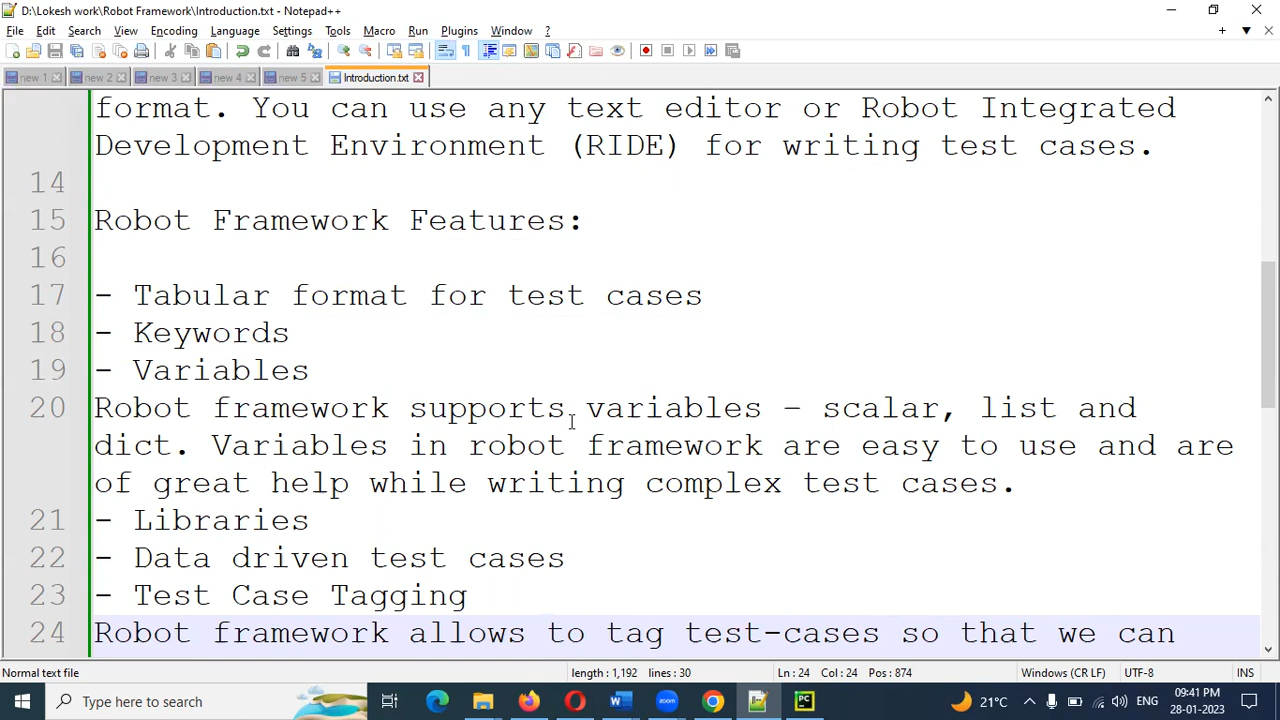 D:\Lokesh work\Robot Framework\Introduction.txt - Notepad++
File Edit Search View Encoding Language Settings Tools Macro Run Plugins Window ?
new 1 new 2 new 3 new 4 new 5 Introduction.txt
format. You can use any text editor or Robot Integrated
Development Environment (RIDE) for writing test cases.
14
15 Robot Framework Features:
16
17 - Tabular format for test cases
18 - Keywords
19 - Variables
20 Robot framework supports variables – scalar, list and
dict. Variables in robot framework are easy to use and are
of great help while writing complex test cases.
21 - Libraries
22 - Data driven test cases
23 - Test Case Tagging
24 Robot framework allows to tag test-cases so that we can
Normal text file length : 1,192 lines : 30 Ln : 24 Col : 24 Pos : 874 Windows (CR LF) UTF-8 INS
Type here to search zoom PC 21°C ENG 09:41 PM
28-01-2023